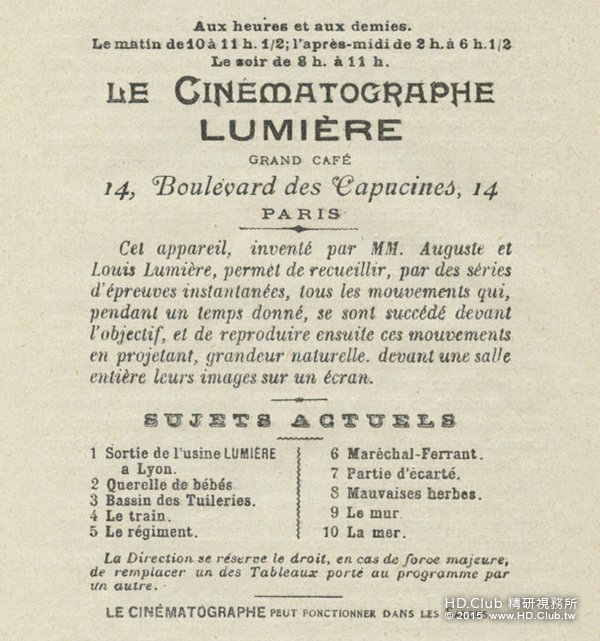 Aux heures et aux demies.
Le matin de 10 à 11 h. 1/2; l'après-midi de 2 h. à 6 h. 1/2
Le soir de 8 h. à 11 h.
LE CINÉMATOGRAPHE
LUMIÈRE
GRAND CAFÉ
14, Boulevard des Capucines, 14
PARIS
Cet appareil, inventé par MM. Auguste et
Louis Lumière, permet de recueillir, par des séries
d'épreuves instantanées, tous les mouvements qui,
pendant un temps donné, se sont succédé devant
l'objectif, et de reproduire ensuite ces mouvements
en projetant, grandeur naturelle. devant une salle
entière leurs images sur un écran.
SUJETS ACTUELS
1 Sortie de l'usine LUMIÈRE
a Lyon.
2 Querelle de bébés.
3 Bassin des Tuileries.
4 Le train.
5 Le régiment.
6 Maréchal-Ferrant.
7 Partie d'écarté.
8 Mauvaises herbes.
9 Le mur.
10 La mer.
La Direction se réserve le droit, en cas de force majeure,
de remplacer un des Tableaux porté au programme par
un autre.
LE CINÉMATOGRAPHE PEUT FONCTIONNER DANS LES
HD.Club 精研視務所
© 2015 www.HD.Club.tw